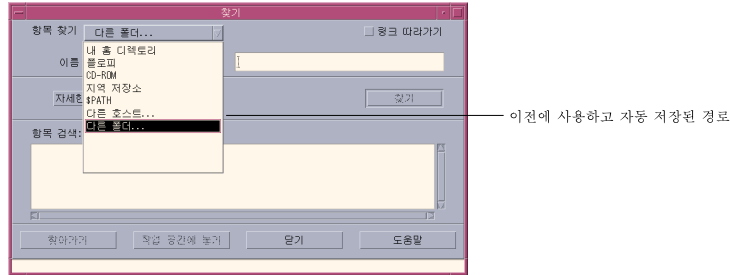 찾기
항목 찾기 다른 폴더... 링크 따라가기
내 홈 디렉토리
이름 플로피
CD-ROM
지역 저장소
자세한 $PATH 찾기
다른 호스트...
이전에 사용하고 자동 저장된 경로
다른 폴더...
항목 검색:
찾아가기 작업 공간에 놓기 닫기 도움말